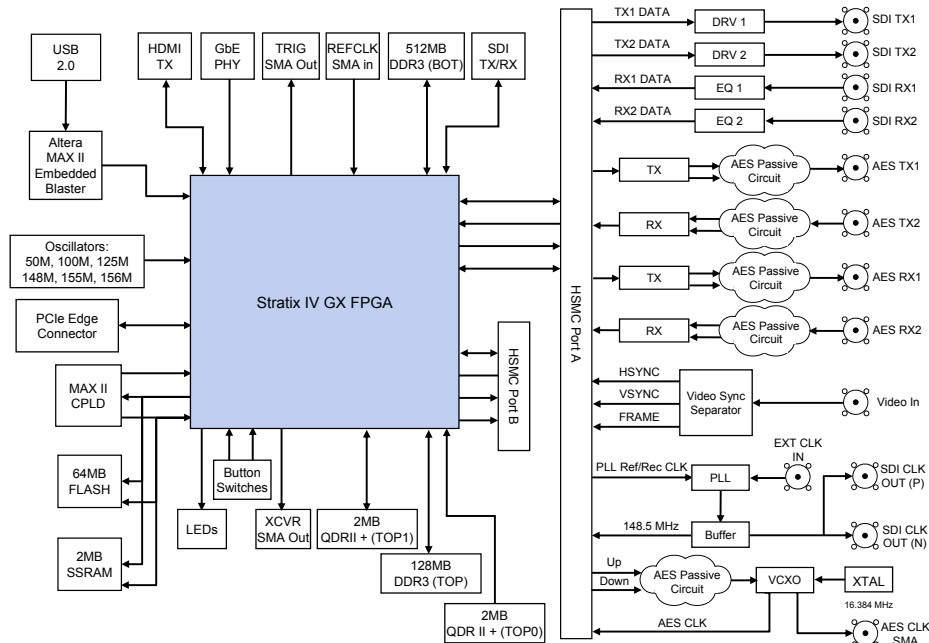 USB
2.0
HDMI
TX
GbE
PHY
TRIG
SMA Out
REFCLK
SMA in
512MB
DDR3 (BOT)
SDI
TX/RX
Altera
MAX II
Embedded
Blaster
Oscillators:
50M, 100M, 125M
148M, 155M, 156M
PCIe Edge
Connector
MAX II
CPLD
64MB
FLASH
2MB
SSRAM
Stratix IV GX FPGA
LEDs
Button
Switches
XCVR
SMA Out
2MB
QDRII + (TOP1)
128MB
DDR3 (TOP)
2MB
QDR II + (TOP0)
HSMC Port B
HSMC Port A
TX1 DATA
DRV 1
SDI TX1
TX2 DATA
DRV 2
SDI TX2
RX1 DATA
EQ 1
SDI RX1
RX2 DATA
EQ 2
SDI RX2
TX
AES Passive
Circuit
AES TX1
RX
AES Passive
Circuit
AES TX2
TX
AES Passive
Circuit
AES RX1
RX
AES Passive
Circuit
AES RX2
HSYNC
VSYNC
FRAME
Video Sync
Separator
Video In
EXT CLK
IN
PLL Ref/Rec CLK
PLL
SDI CLK
OUT (P)
148.5 MHz
Buffer
SDI CLK
OUT (N)
Up
Down
AES Passive
Circuit
VCXO
XTAL
16.384 MHz
AES CLK
AES CLK
SMA